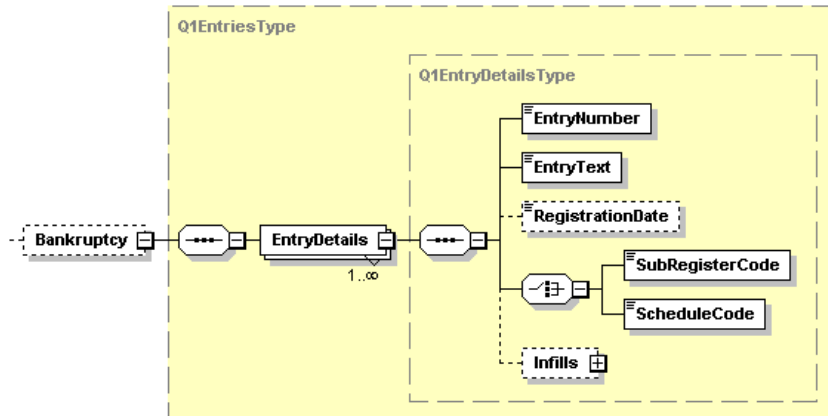 Q1EntriesType
Q1EntryDetailsType
EntryNumber
EntryText
RegistrationDate
Bankruptcy
EntryDetails
1..∞
SubRegisterCode
ScheduleCode
Infills